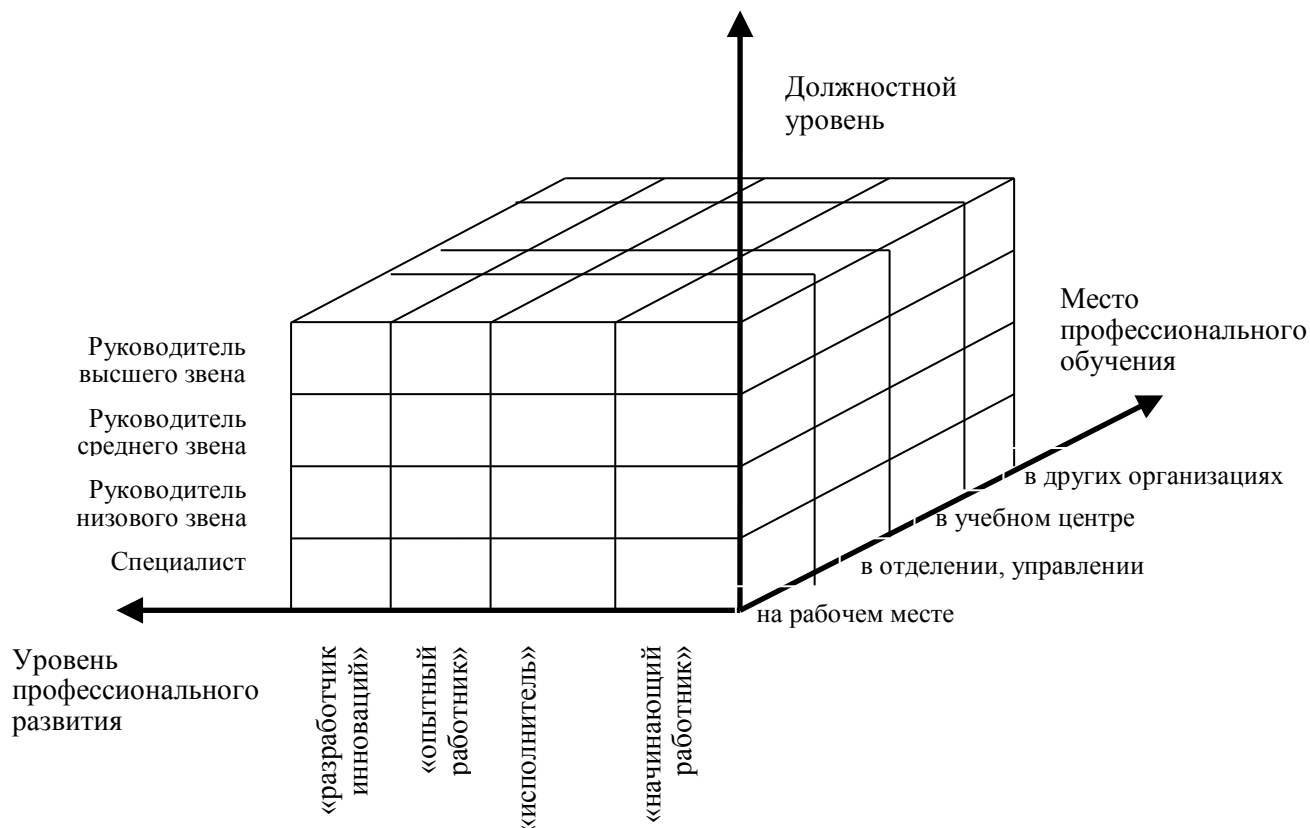 Должностной
уровень
Место
профессионального
обучения
Руководитель
высшего звена
Руководитель
среднего звена
Руководитель
низового звена
Специалист
в других организациях
в учебном центре
в отделении, управлении
на рабочем месте
Уровень
профессионального
развития
«разработчик
инноваций»
«опытный
работник»
«исполнитель»
«начинающий
работник»